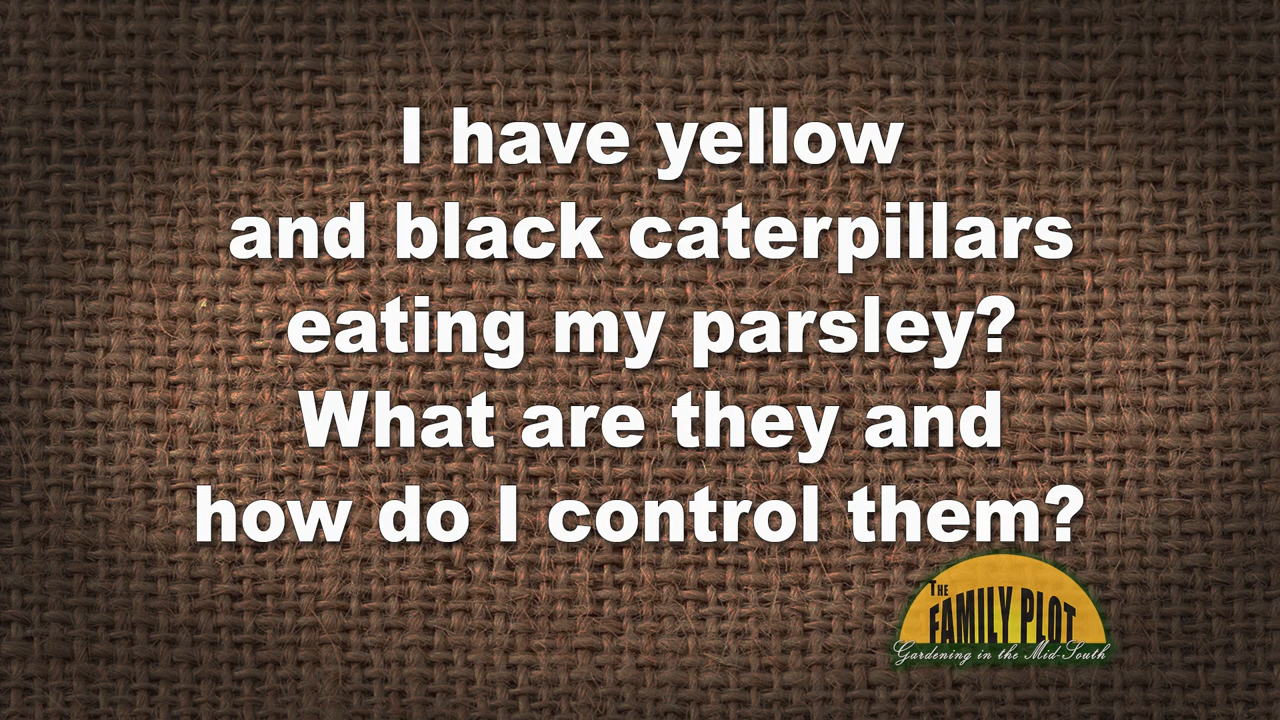 I have yellow
and black caterpillars
eating my parsley?
What are they and
how do I control them?
THE
FAMILY PLOT
Gardening in the Mid-South